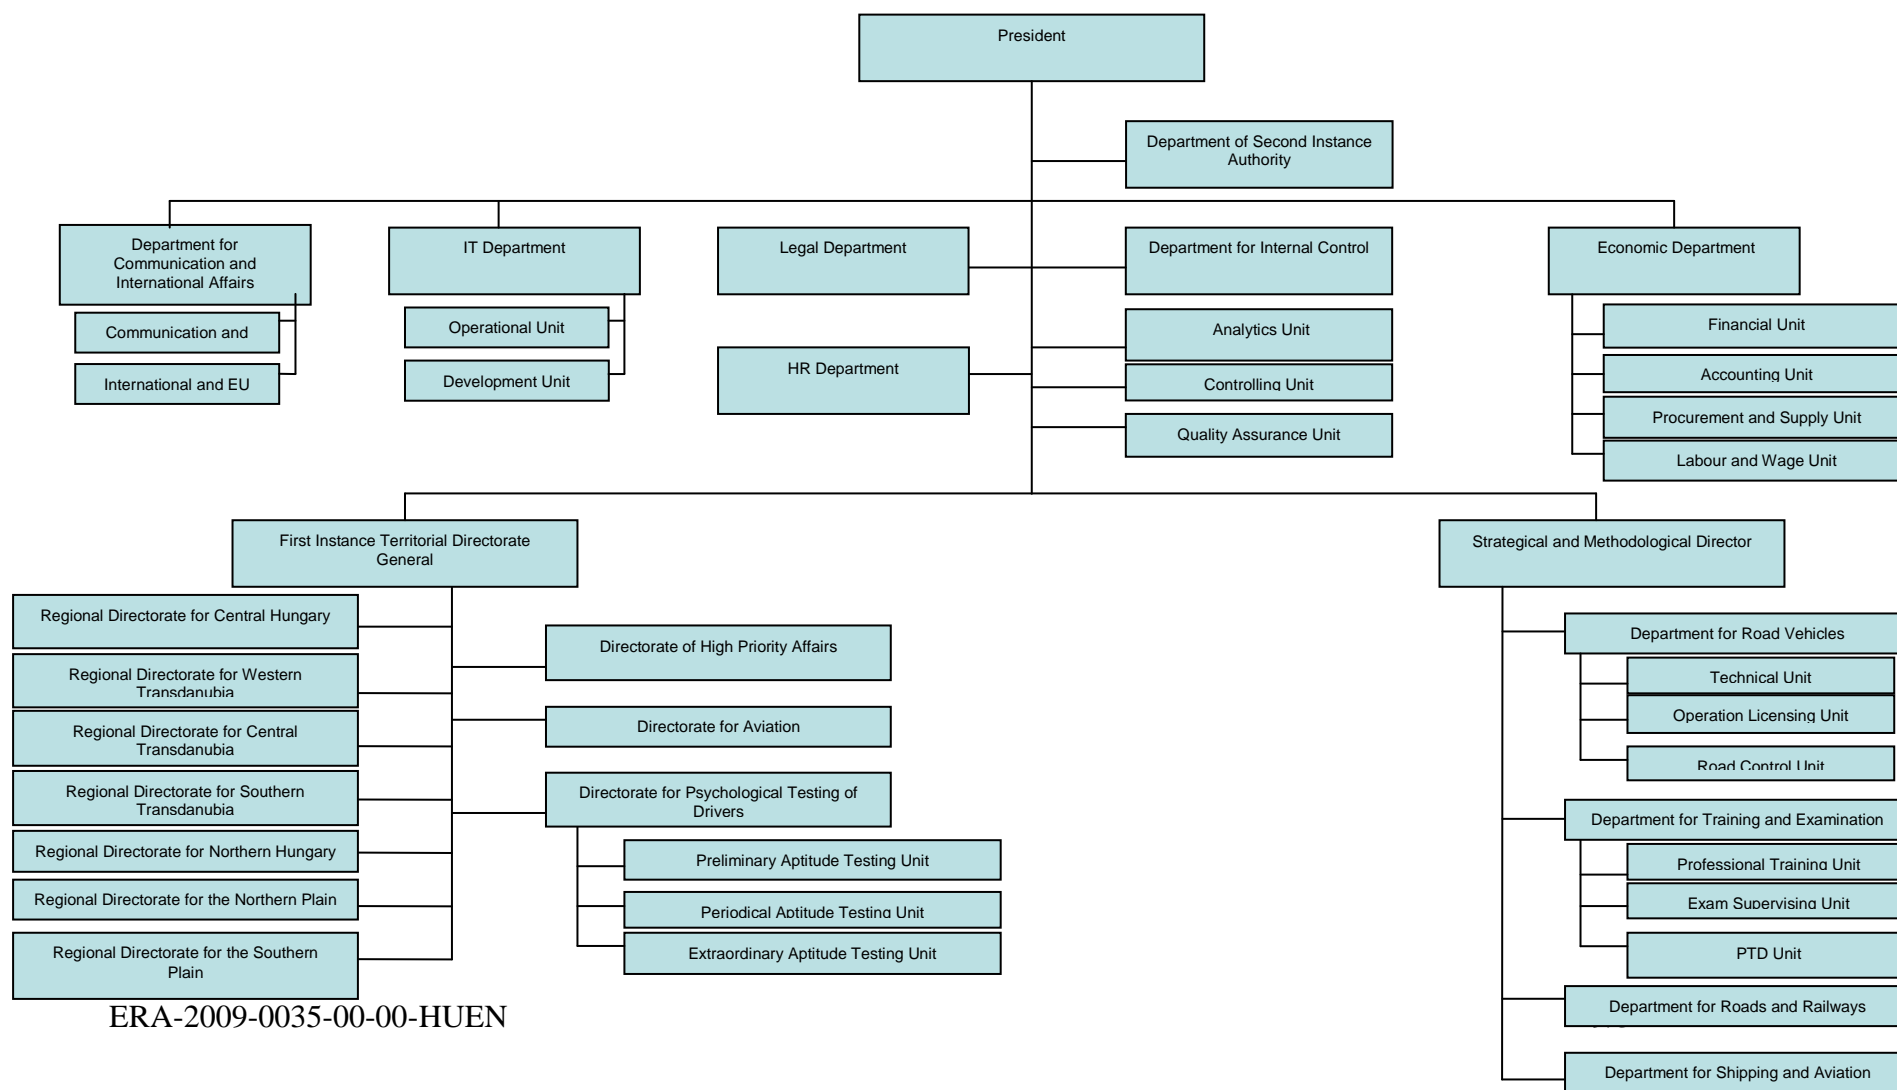 President
Department of Second Instance
Authority
Department for
Communication and
International Affairs
IT Department
Legal Department
Department for Internal Control
Economic Department
Communication and
International and EU
Operational Unit
Development Unit
HR Department
Analytics Unit
Controlling Unit
Quality Assurance Unit
Financial Unit
Accounting Unit
Procurement and Supply Unit
Labour and Wage Unit
First Instance Territorial Directorate
General
Strategical and Methodological Director
Regional Directorate for Central Hungary
Regional Directorate for Western
Transdanubia
Regional Directorate for Central
Transdanubia
Regional Directorate for Southern
Transdanubia
Regional Directorate for Northern Hungary
Regional Directorate for the Northern Plain
Regional Directorate for the Southern
Plain
Directorate of High Priority Affairs
Directorate for Aviation
Directorate for Psychological Testing of
Drivers
Preliminary Aptitude Testing Unit
Periodical Aptitude Testing Unit
Extraordinary Aptitude Testing Unit
Department for Road Vehicles
Technical Unit
Operation Licensing Unit
Road Control Unit
Department for Training and Examination
Professional Training Unit
Exam Supervising Unit
PTD Unit
Department for Roads and Railways
Department for Shipping and Aviation
ERA-2009-0035-00-00-HUEN